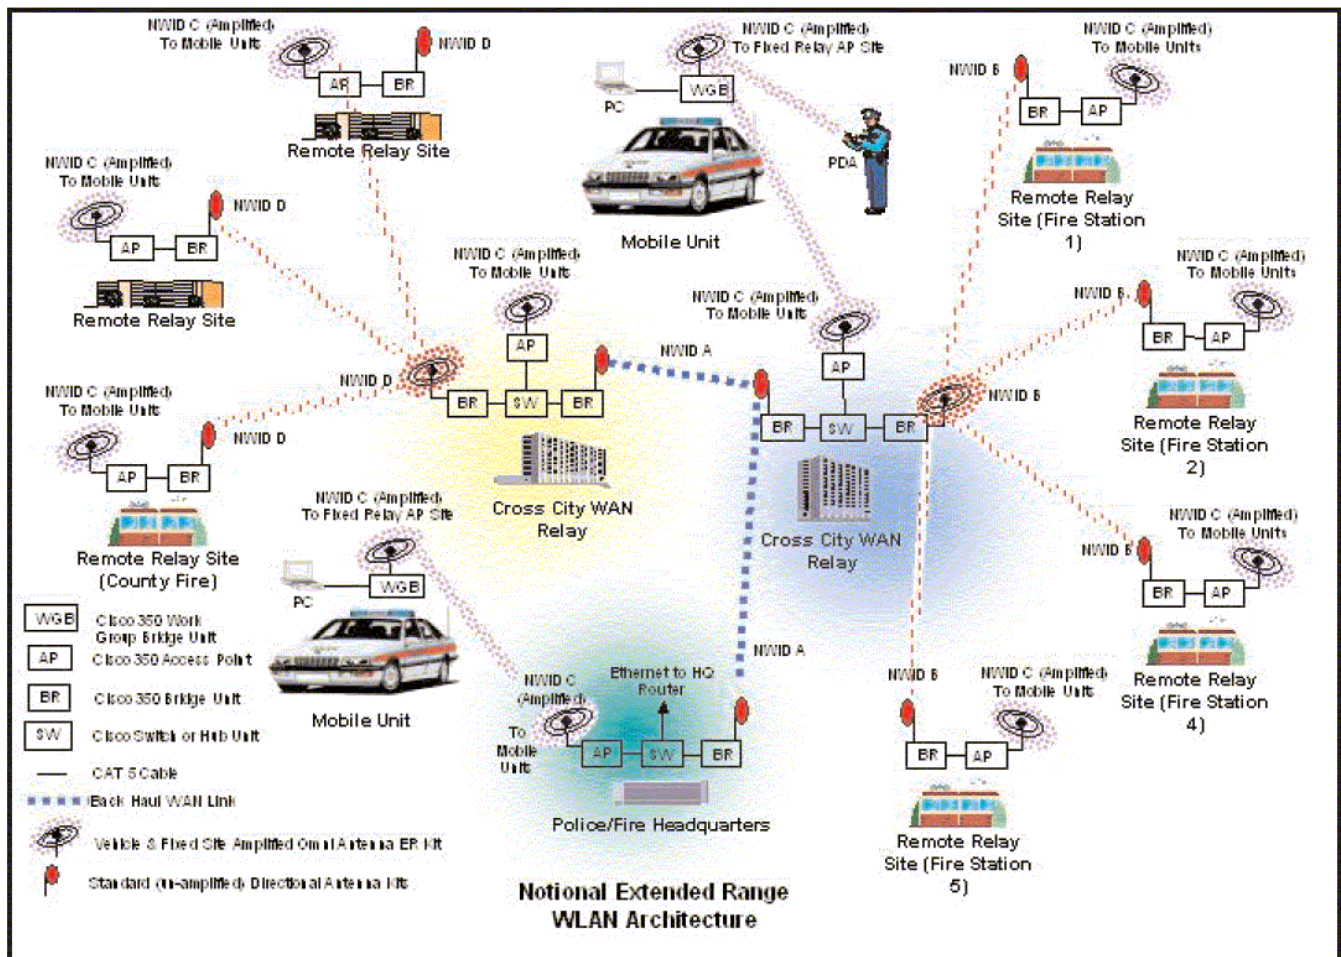 NWID C (Amplified)
To Mobile Units
NWID D
AP
BR
Remote Relay Site
NWID C (Amplified)
To Fixed Relay AP Site
PC
WGB
PDA
Mobile Unit
NWID C (Amplified)
To Mobile Units
NWID B
BR
AP
Remote Relay
Site (Fire Station
1)
NWID C (Amplified)
To Mobile Units
NWID D
AP
BR
Remote Relay Site
NWID C (Amplified)
To Mobile Units
AP
NWID D
BR
SW
BR
Cross City WAN
Relay
NWID A
NWID C (Amplified)
To Mobile Units
AP
BR
SW
BR
NWID B
Cross City WAN
Relay
NWID C (Amplified)
To Mobile Units
NWID B
BR
AP
Remote Relay
Site (Fire Station
2)
NWID C (Amplified)
To Mobile Units
NWID D
AP
BR
Remote Relay Site
(County Fire)
NWID C (Amplified)
To Fixed Relay AP Site
PC
WGB
Mobile Unit
NWID C (Amplified)
To Mobile Units
NWID B
BR
AP
Remote Relay
Site (Fire Station
4)
NWID A
NWID C
(Amplified)
To
Mobile
Units
Ethernet to HQ
Router
AP
SW
BR
Police/Fire Headquarters
NWID B
NWID C (Amplified)
To Mobile Units
BR
AP
Remote Relay
Site (Fire Station
5)
WGB
Cisco 350 Work
Group Bridge Unit
AP
Cisco 350 Access Point
BR
Cisco 350 Bridge Unit
SW
Cisco Switch or Hub Unit
CAT 5 Cable
Back Haul WAN Link
Vehicle & Fixed Site Amplified Omni Antenna ER Kit
Standard (un-amplified) Directional Antenna Kits
Notional Extended Range
WLAN Architecture